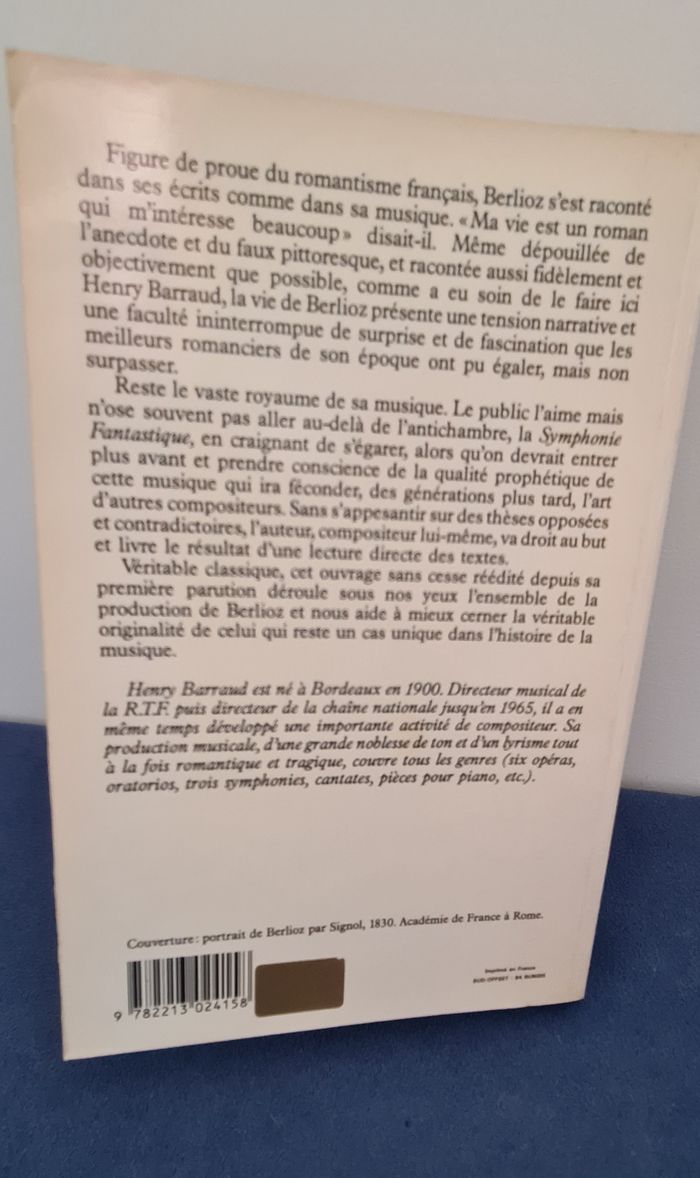 Figure de proue du romantisme français, Berlioz s'est raconté
dans ses écrits comme dans sa musique. «Ma vie est un roman
qui m'intéresse beaucoup» disait-il. Même dépouillée de
l'anecdote et du faux pittoresque, et racontée aussi fidèlement et
objectivement que possible, comme a eu soin de le faire ici
Henry Barraud, la vie de Berlioz présente une tension narrative et
une faculté ininterrompue de surprise et de fascination que les
meilleurs romanciers de son époque ont pu égaler, mais non
surpasser.
Reste le vaste royaume de sa musique. Le public l'aime mais
n'ose souvent pas aller au-delà de l'antichambre, la Symphonie
Fantastique, en craignant de s'égarer, alors qu'on devrait entrer
plus avant et prendre conscience de la qualité prophétique de
cette musique qui ira féconder, des générations plus tard, l'art
d'autres compositeurs. Sans s'appesantir sur des thèses opposées
et contradictoires, l'auteur, compositeur lui-même, va droit au but
et livre le résultat d'une lecture directe des textes.
Véritable classique, cet ouvrage sans cesse réédité depuis sa
première parution déroule sous nos yeux l'ensemble de la
production de Berlioz et nous aide à mieux cerner la véritable
originalité de celui qui reste un cas unique dans l'histoire de la
musique.
Henry Barraud est né à Bordeaux en 1900. Directeur musical de
la R.T.F. puis directeur de la chaîne nationale jusqu'en 1965, il a en
même temps développé une importante activité de compositeur. Sa
production musicale, d'une grande noblesse de ton et d'un lyrisme tout
à la fois romantique et tragique, couvre tous les genres (six opéras,
oratorios, trois symphonies, cantates, pièces pour piano, etc.).
Couverture : portrait de Berlioz par Signol, 1830. Académie de France à Rome.
Imprimé en France
SUD-OFFSET - 94 RUNGIS
9 782213 024158